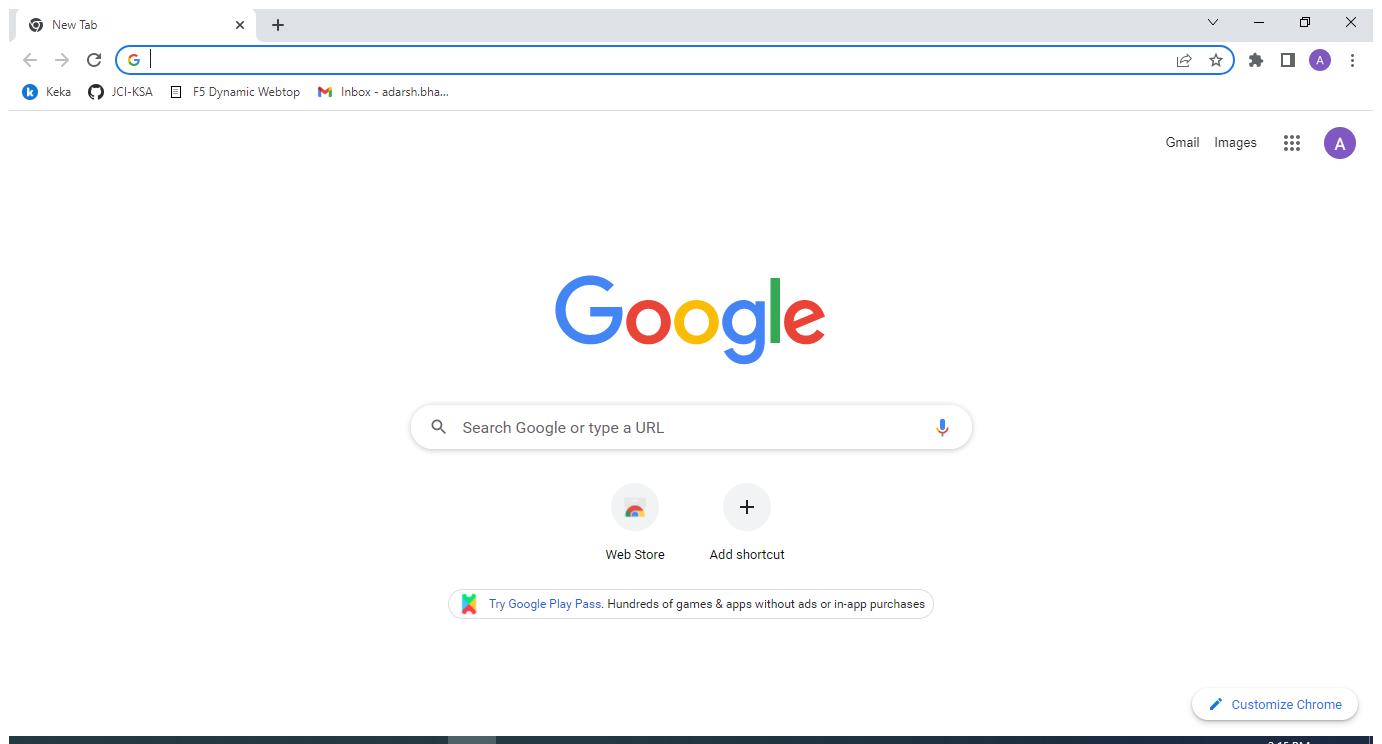 New Tab
Keka JCI-KSA F5 Dynamic Webtop Inbox - adarsh.bha...
A
Gmail Images A
Google
Search Google or type a URL
Web Store Add shortcut
Try Google Play Pass. Hundreds of games & apps without ads or in-app purchases
Customize Chrome